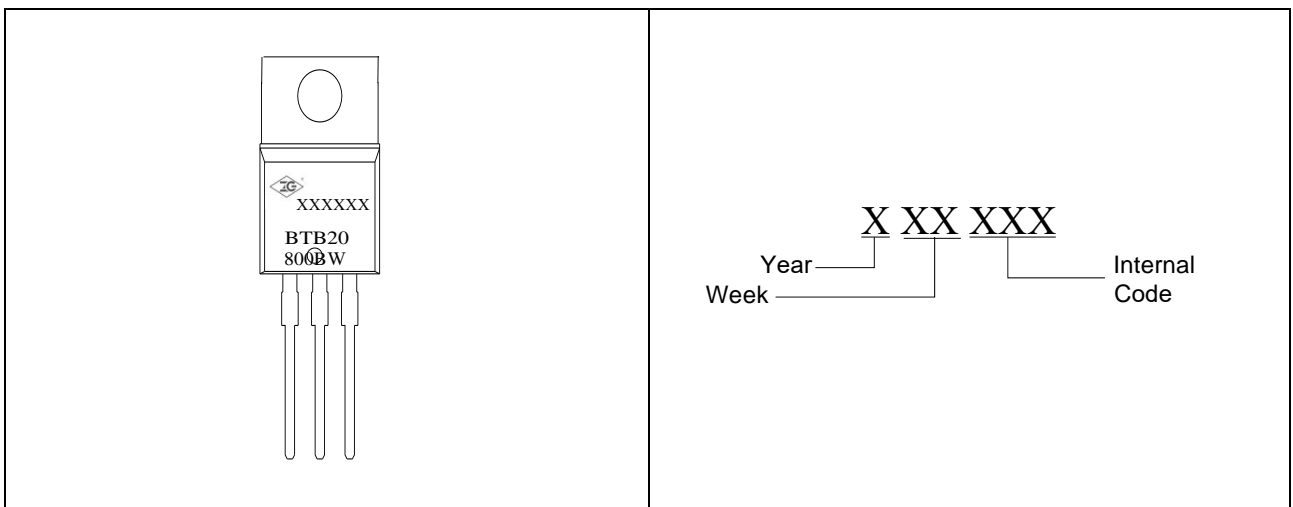 XXXXXX
BTB20
800BW
X XX XXX
Year
Week
Internal
Code